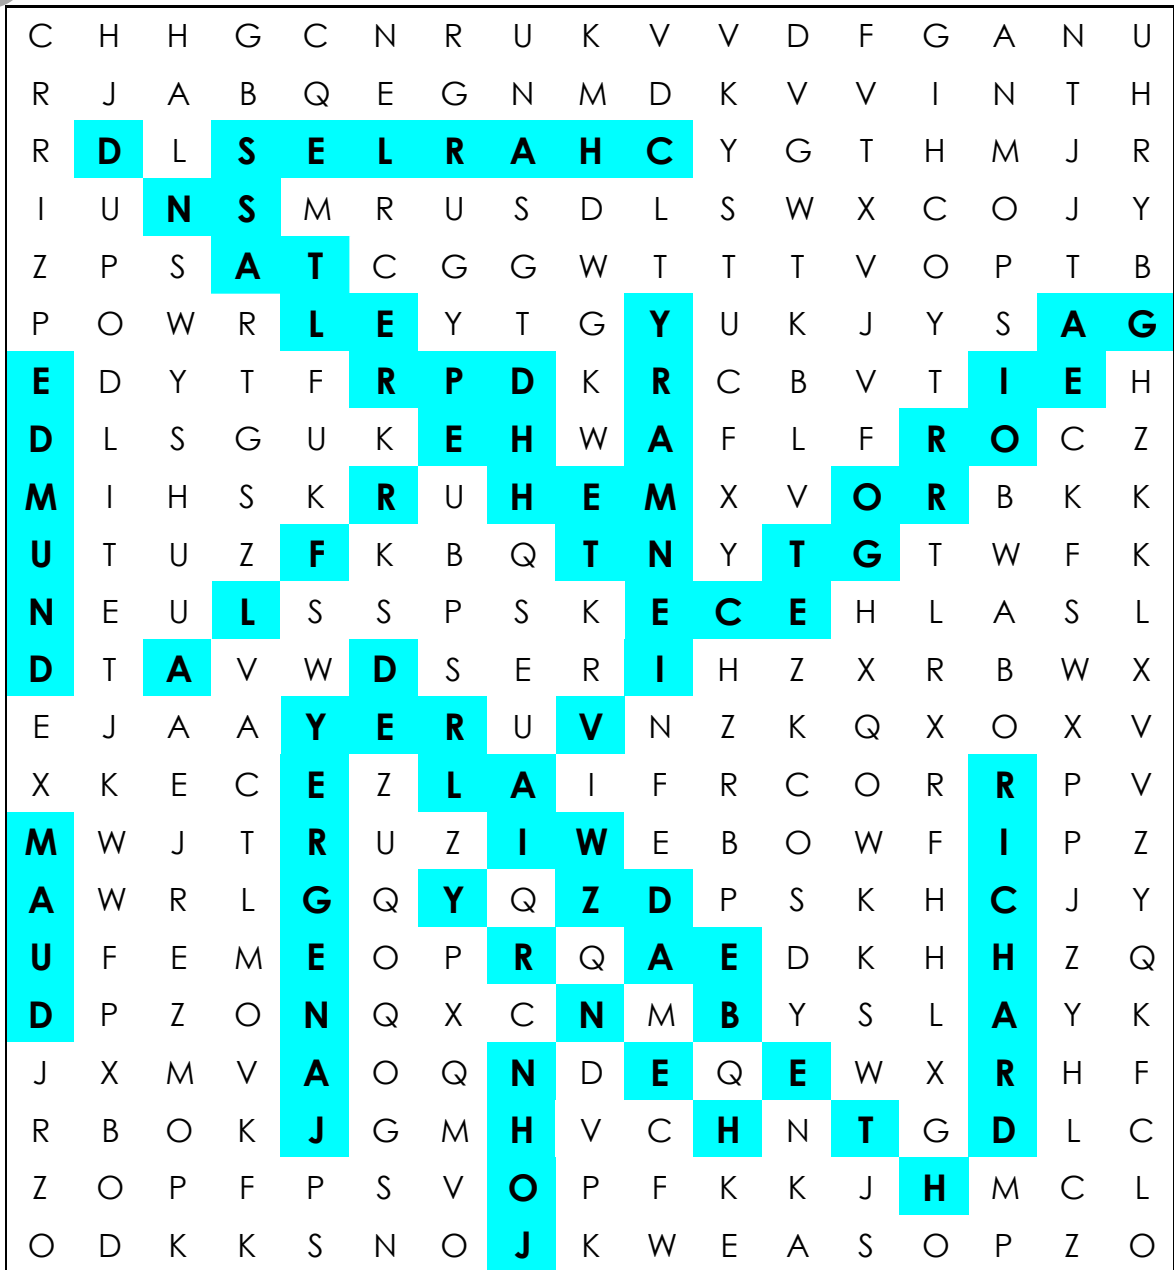 C H H G C N R U K V V D F G A N U
R J A B Q E G N M D K V V I N T H
R D L S E L R A H C Y G T H M J R
I U N S M R U S D L S W X C O J Y
Z P S A T C G G W T T T V O P T B
P O W R L E Y T G Y U K J Y S A G
E D Y T F R P D K R C B V T I E H
D L S G U K E H W A F L F R O C Z
M I H S K R U H E M X V O R B K K
U T U Z F K B Q T N Y T G T W F K
N E U L S S P S K E C E H L A S L
D T A V W D S E R I H Z X R B W X
E J A A Y E R U V N Z K Q X O X V
X K E C E Z L A I F R C O R R P V
M W J T R U Z I W E B O W F I P Z
A W R L G Q Y Q Z D P S K H C J Y
U F E M E O P R Q A E D K H H Z Q
D P Z O N Q X C N M B Y S L A Y K
J X M V A O Q N D E Q E W X R H F
R B O K J G M H V C H N T G D L C
Z O P F P S V O P F K K J H M C L
O D K K S N O J K W E A S O P Z O